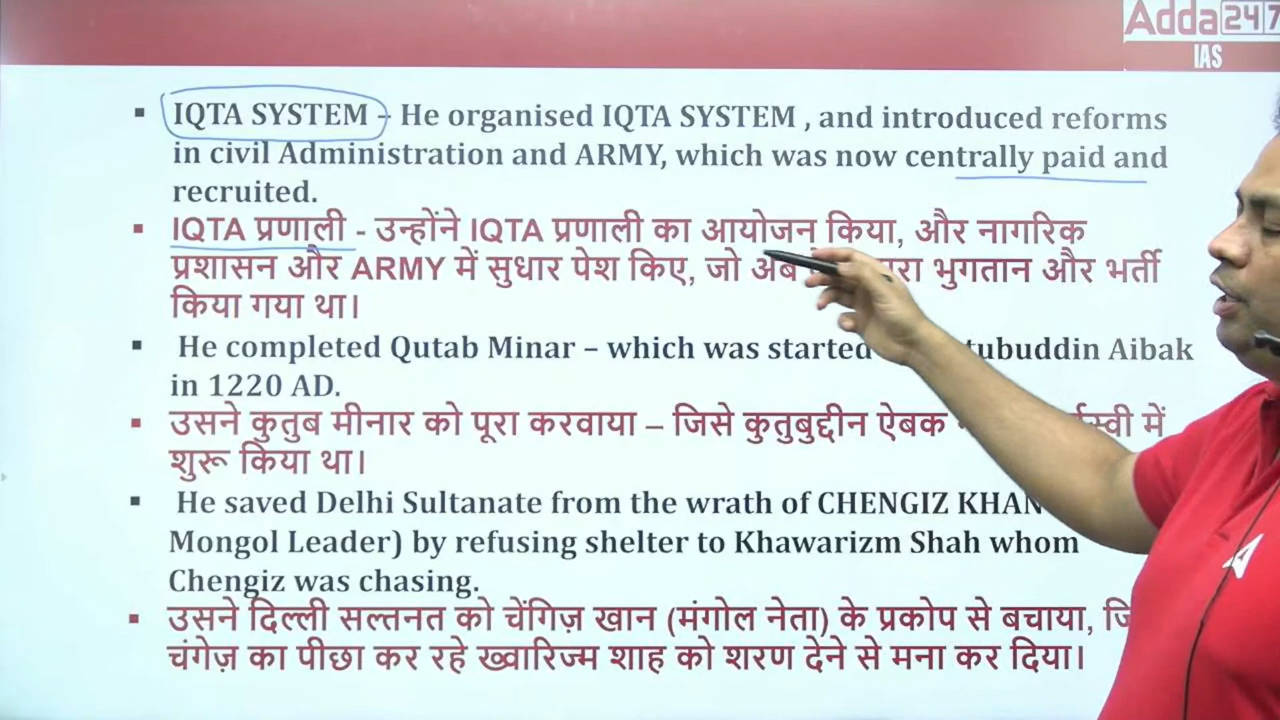 Adda 247
IAS
▪ IQTA SYSTEM – He organised IQTA SYSTEM , and introduced reforms
in civil Administration and ARMY, which was now centrally paid and
recruited.
▪ IQTA प्रणाली - उन्होंने IQTA प्रणाली का आयोजन किया, और नागरिक
प्रशासन और ARMY में सुधार पेश किए, जो अब भुगतान और भर्ती
किया गया था।
▪ He completed Qutab Minar – which was started Aibak
in 1220 AD.
▪ उसने कुतुब मीनार को पूरा करवाया – जिसे कुतुबुद्दीन ऐबक में
शुरू किया था।
▪ He saved Delhi Sultanate from the wrath of CHENGIZ KHAN
Mongol Leader) by refusing shelter to Khawarizm Shah whom
Chengiz was chasing.
▪ उसने दिल्ली सल्तनत को चेंगिज़ खान (मंगोल नेता) के प्रकोप से बचाया,
चंगेज़ का पीछा कर रहे ख्वारिज्म शाह को शरण देने से मना कर दिया।